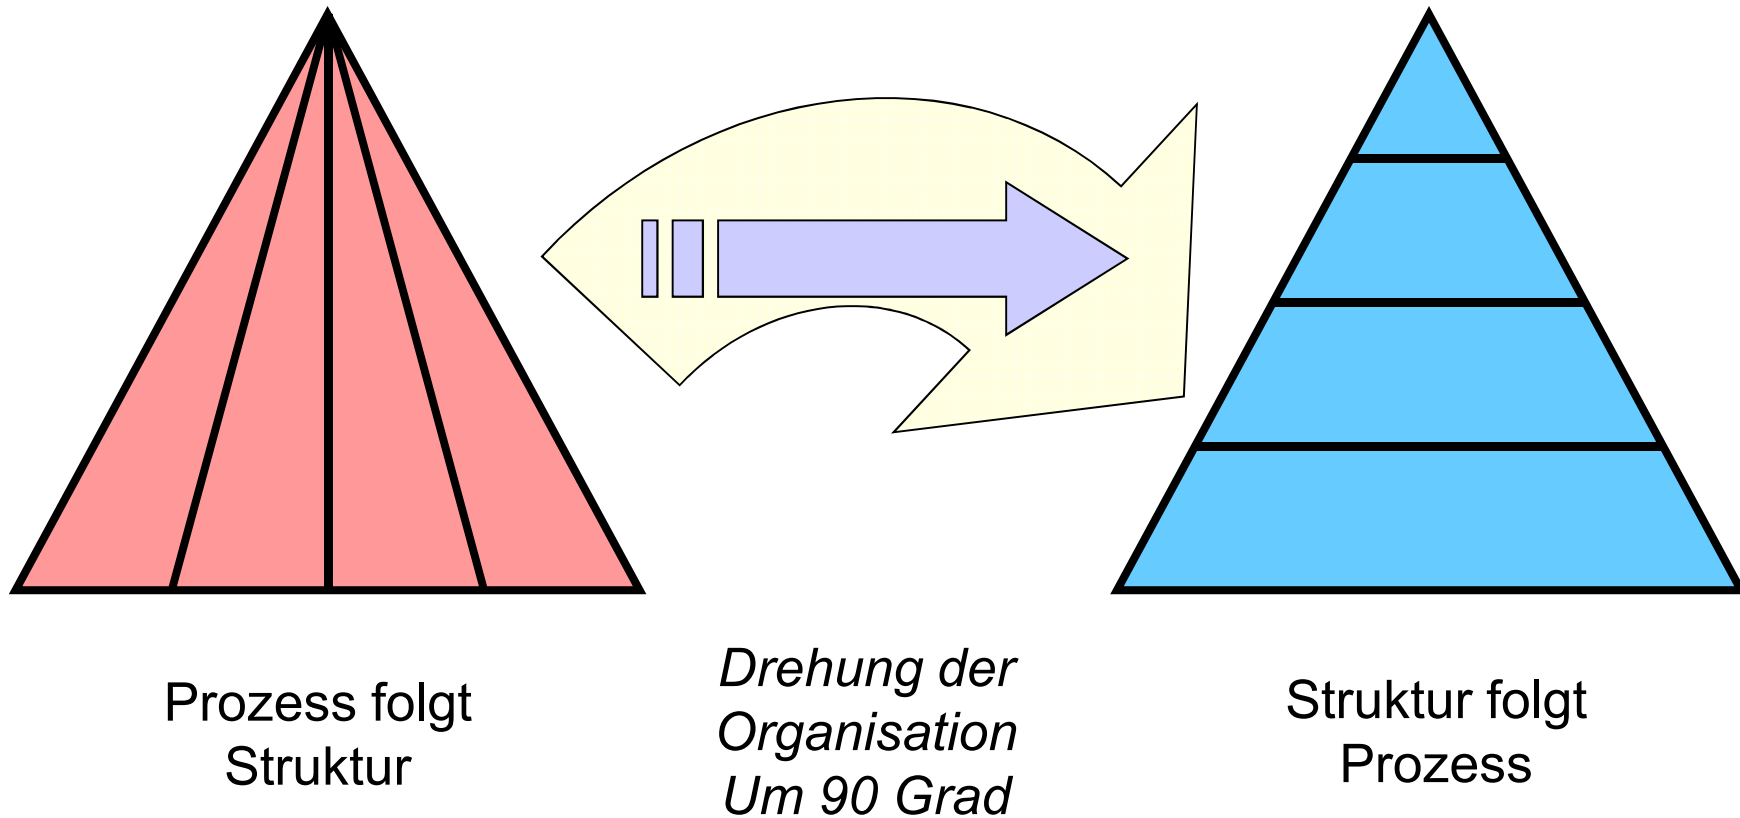 Prozess folgt
Struktur
Drehung der
Organisation
Um 90 Grad
Struktur folgt
Prozess